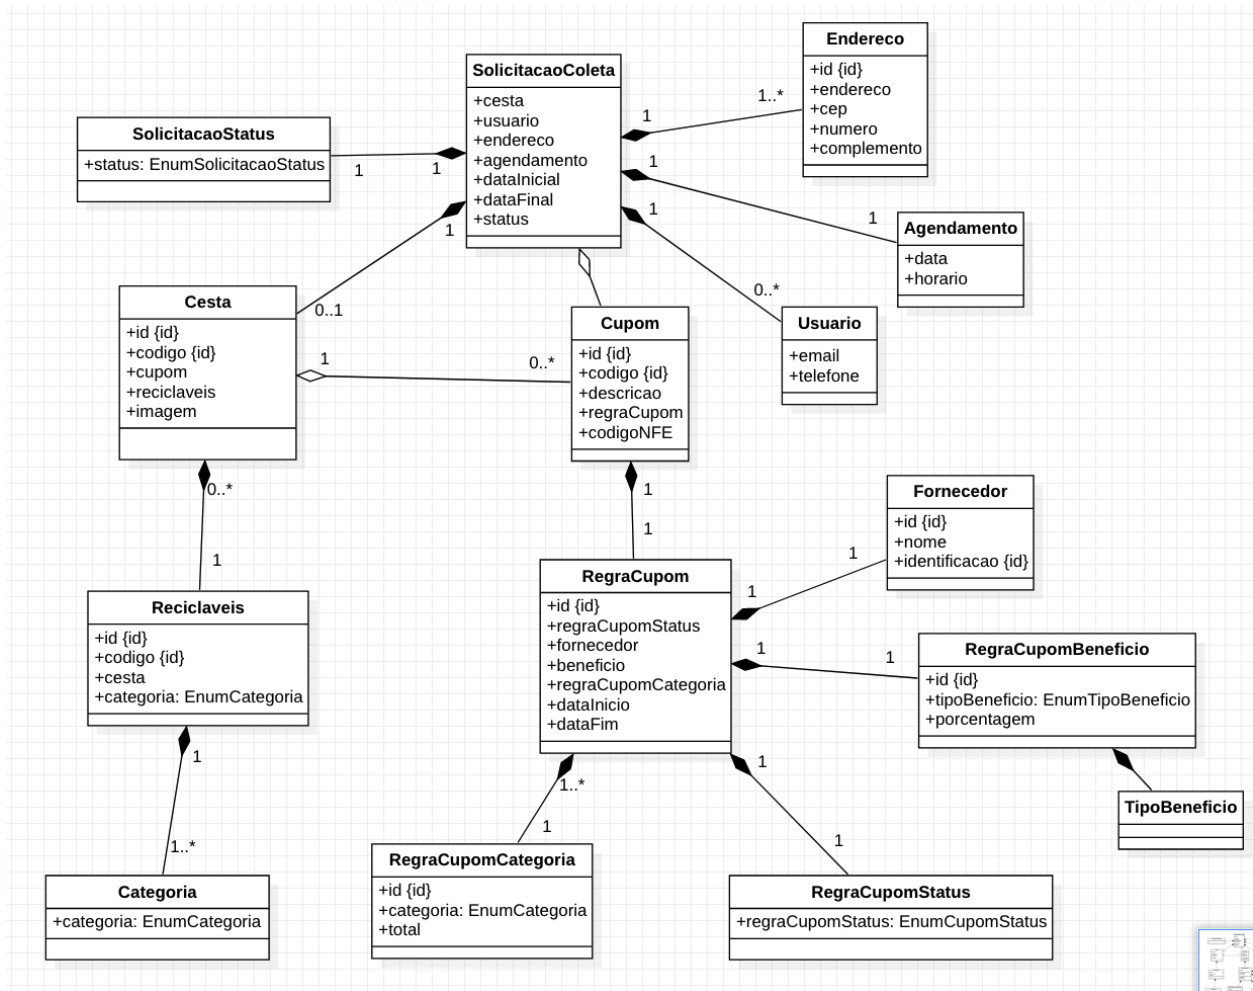 Endereco
+id {id}
+endereco
+cep
+numero
+complemento
SolicitacaoColeta
+cesta
+usuario
+endereco
+agendamento
+dataInicial
+dataFinal
+status
1
1..*
SolicitacaoStatus
+status: EnumSolicitacaoStatus
1
1
1
1
Agendamento
+data
+horario
1
0..*
1
0..1
Cesta
+id {id}
+codigo {id}
+cupom
+reciclaveis
+imagem
1
0..*
Cupom
+id {id}
+codigo {id}
+descricao
+regraCupom
+codigoNFE
Usuario
+email
+telefone
0..*
1
1
1
Fornecedor
+id {id}
+nome
+identificacao {id}
1
1
Reciclaveis
+id {id}
+codigo {id}
+cesta
+categoria: EnumCategoria
RegraCupom
+id {id}
+regraCupomStatus
+fornecedor
+beneficio
+regraCupomCategoria
+dataInicio
+dataFim
1
1
RegraCupomBeneficio
+id {id}
+tipoBeneficio: EnumTipoBeneficio
+porcentagem
1
1..*
1..*
1
1
1
TipoBeneficio
Categoria
+categoria: EnumCategoria
RegraCupomCategoria
+id {id}
+categoria: EnumCategoria
+total
RegraCupomStatus
+regraCupomStatus: EnumCupomStatus